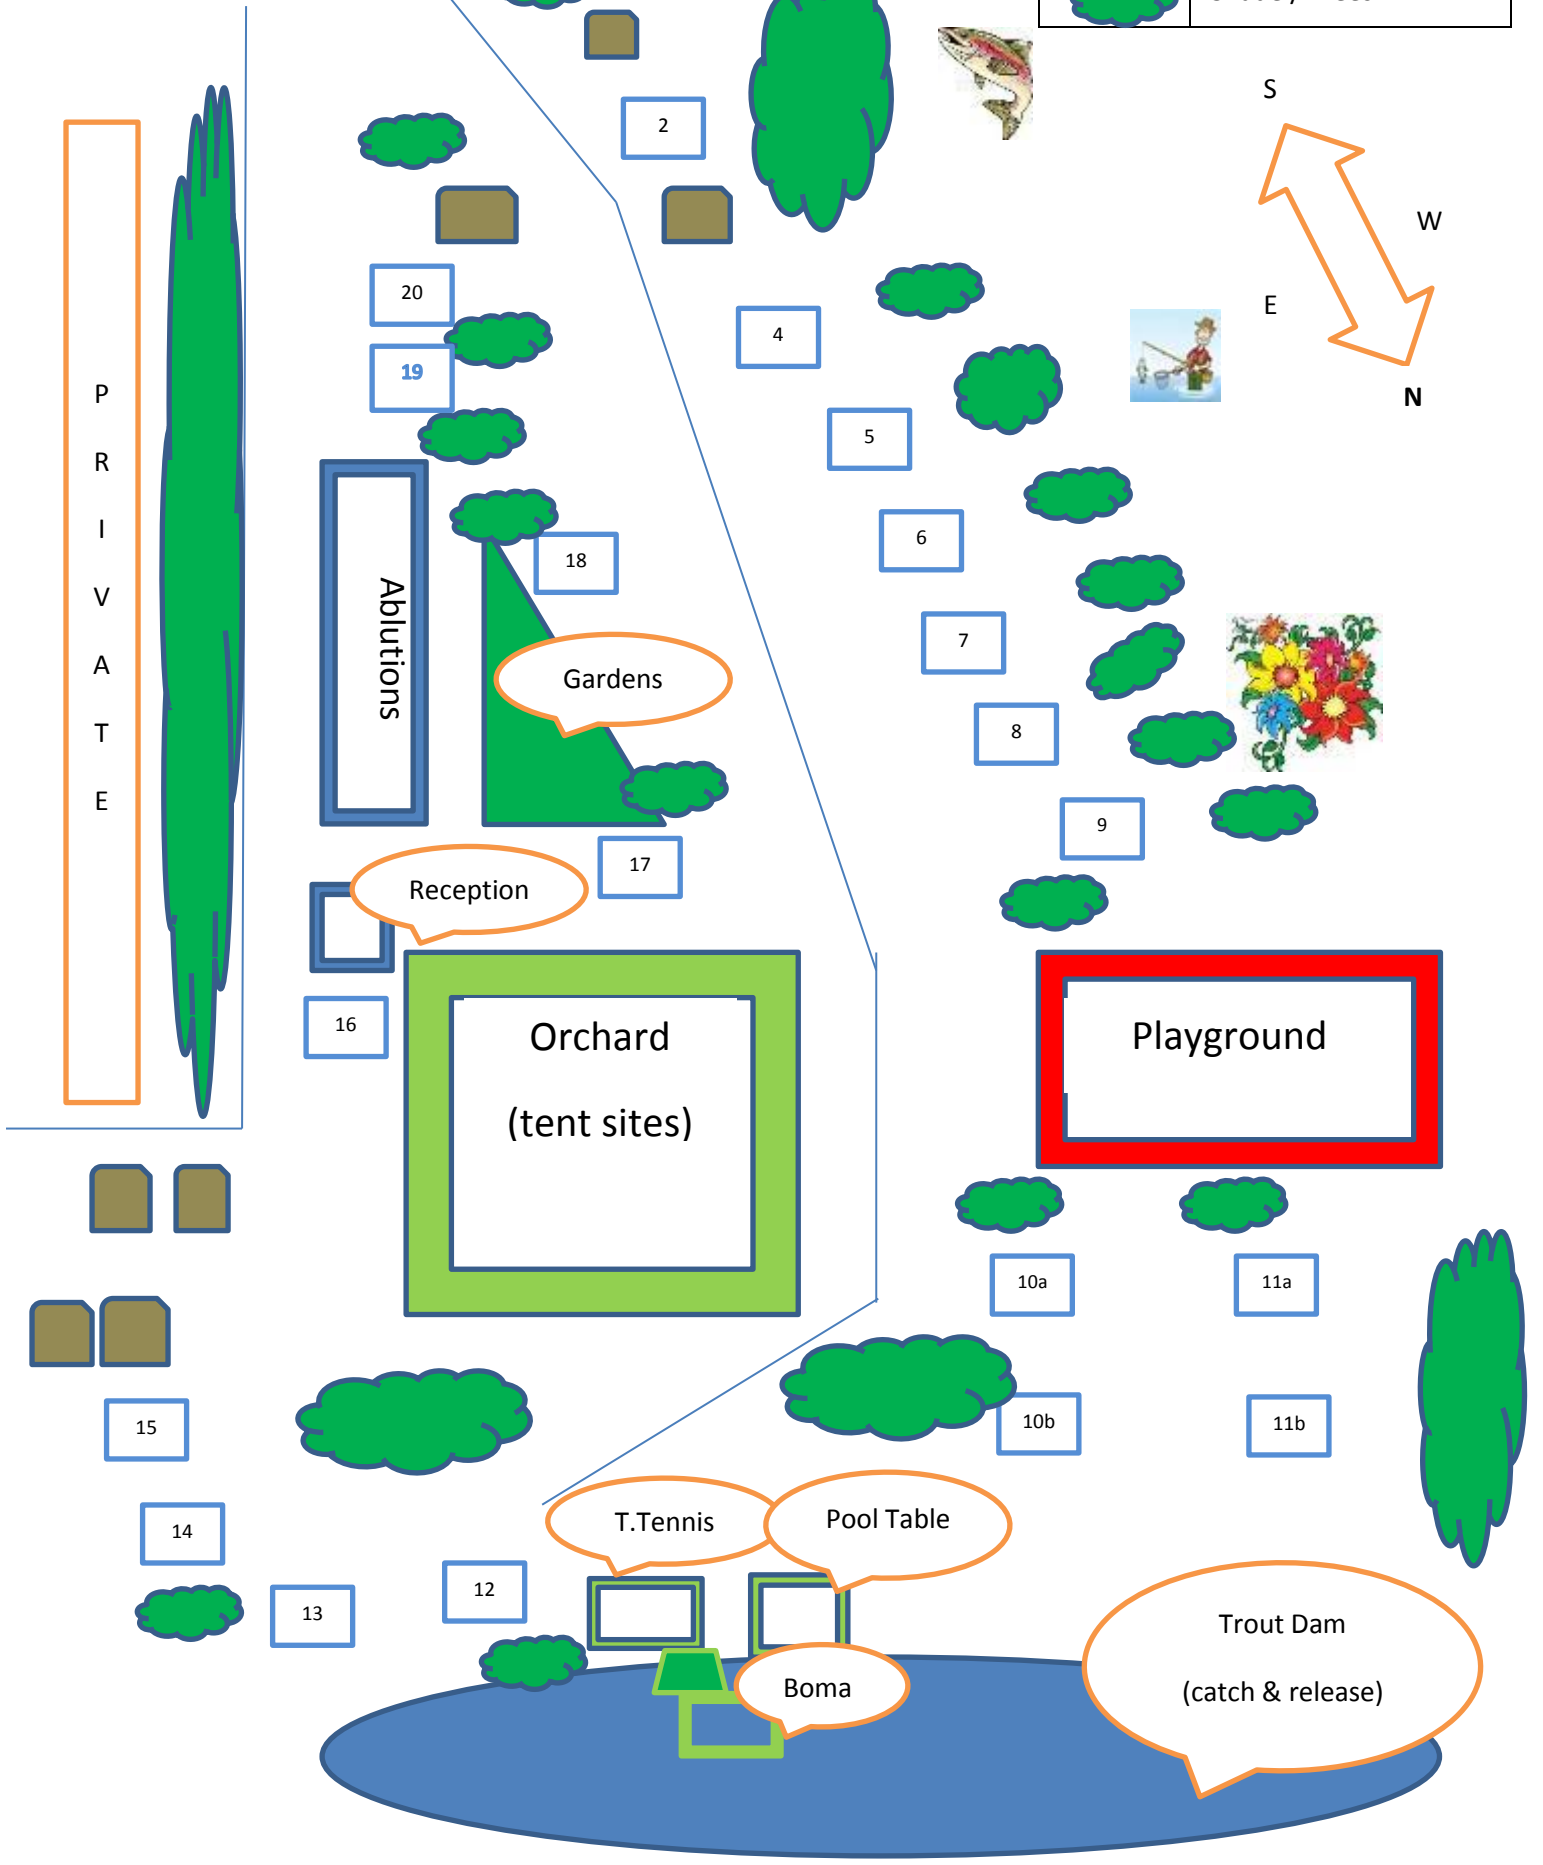 2
S
W
20
4
E
19
N
P
R
I
V
A
T
E
5
6
18
Ablutions
7
Gardens
8
9
17
Reception
16
Orchard
(tent sites)
Playground
10a
11a
15
10b
11b
14
T.Tennis
Pool Table
12
13
Trout Dam
(catch & release)
Boma